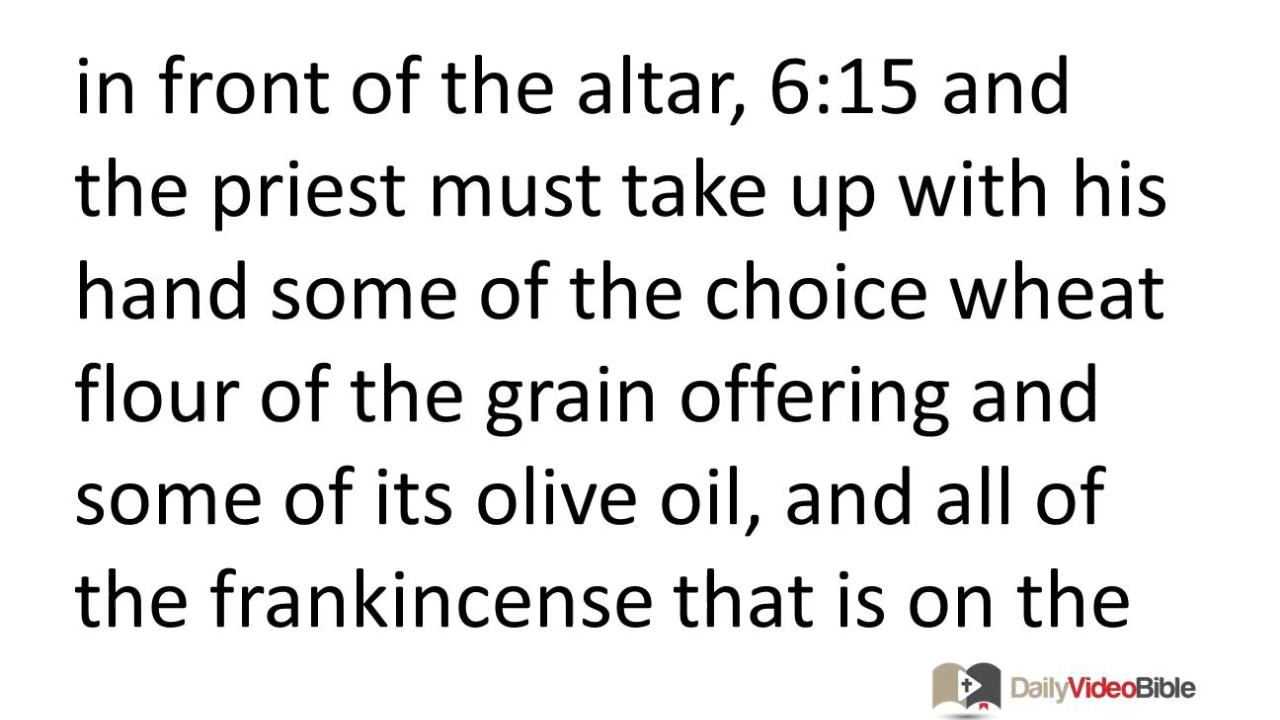 in front of the altar, 6:15 and
the priest must take up with his
hand some of the choice wheat
flour of the grain offering and
some of its olive oil, and all of
the frankincense that is on the
DailyVideoBible